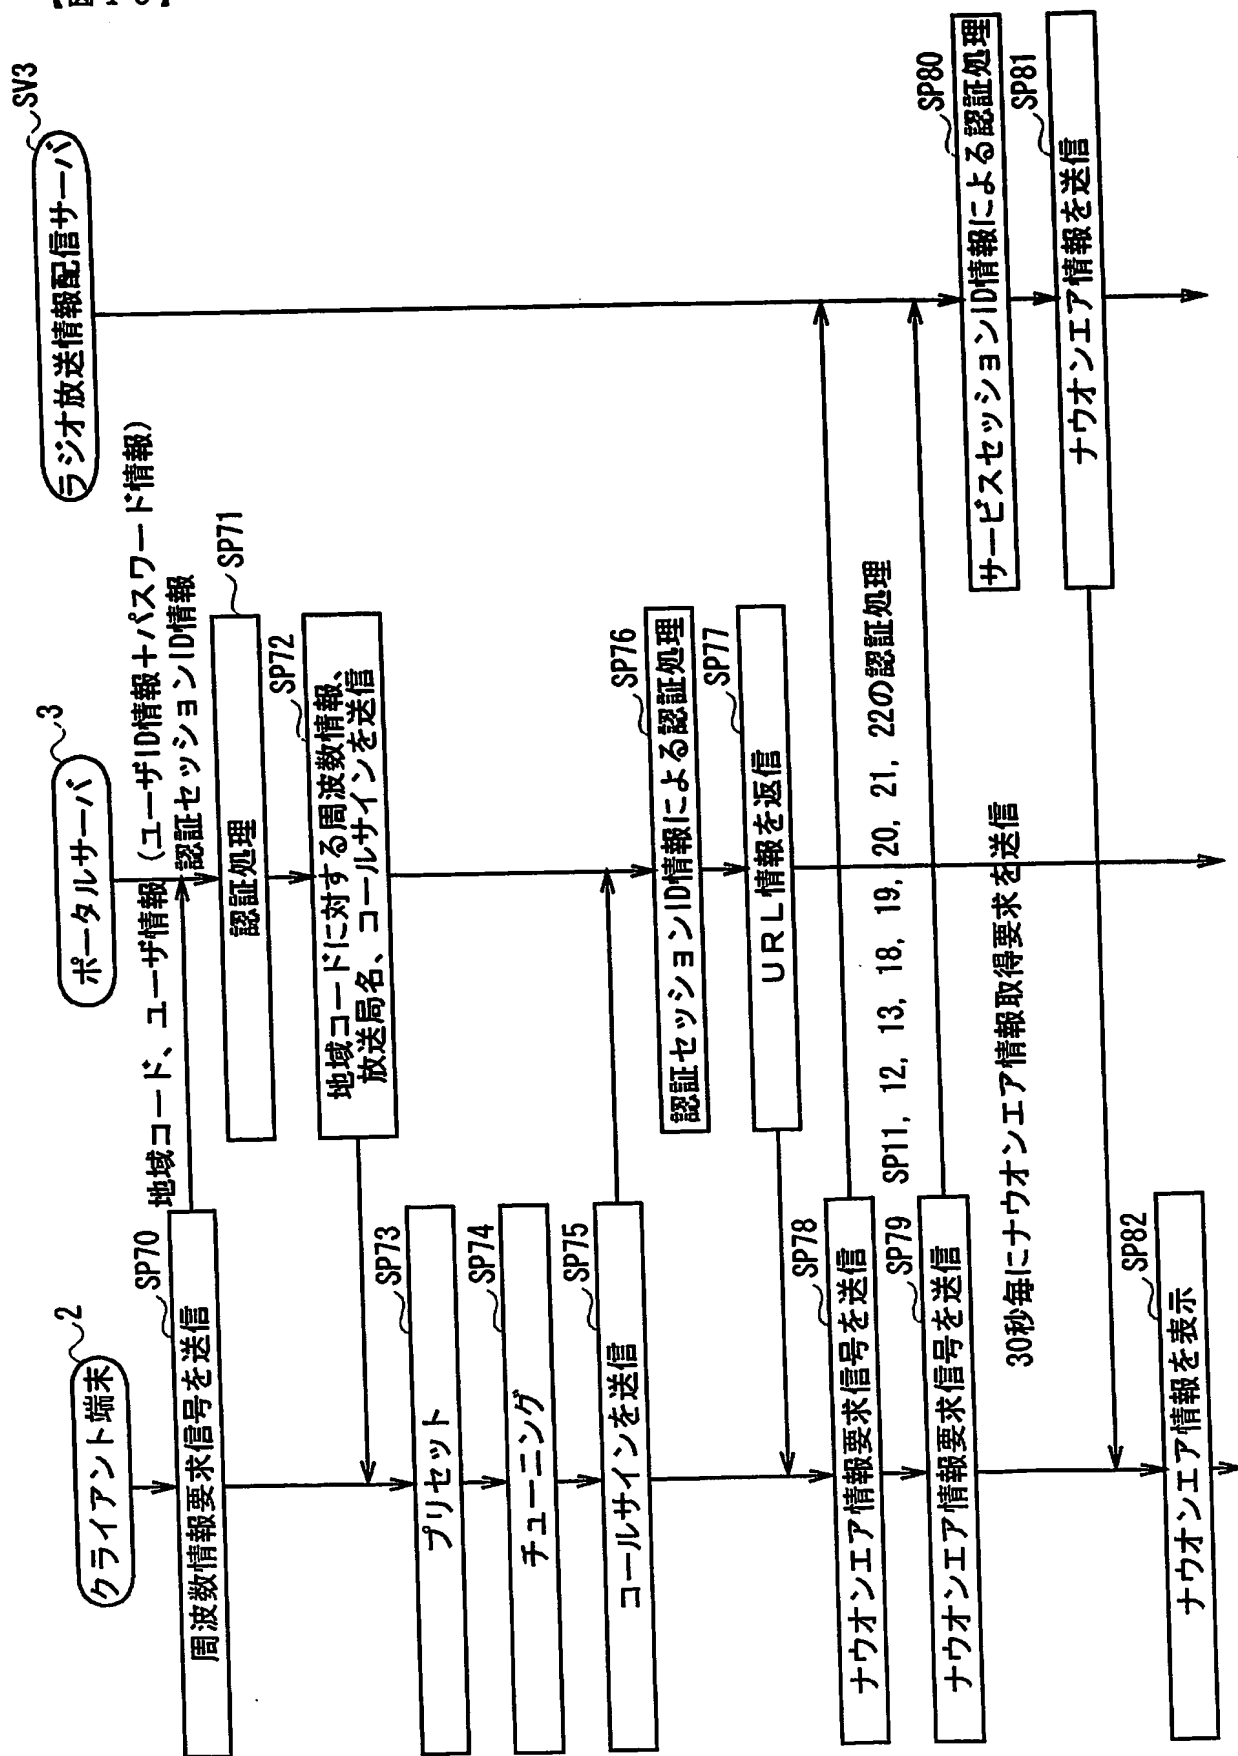 クライアント端末
2
ポータルサーバ
3
ラジオ放送情報配信サーバ
SV3
SP70
周波数情報要求信号を送信
地域コード、ユーザ情報(ユーザID情報+パスワード情報)
認証セッションID情報
SP71
認証処理
SP72
地域コードに対する周波数情報、
放送局名、コールサインを送信
SP73
プリセット
SP74
チューニング
SP75
コールサインを送信
SP76
認証セッションID情報による認証処理
SP77
URL情報を返信
SP78
ナウオンエア情報要求信号を送信
SP11, 12, 13, 18, 19, 20, 21, 22の認証処理
SP79
ナウオンエア情報要求信号を送信
30秒毎にナウオンエア情報取得要求を送信
SP80
サービスセッションID情報による認証処理
SP81
ナウオンエア情報を送信
SP82
ナウオンエア情報を表示